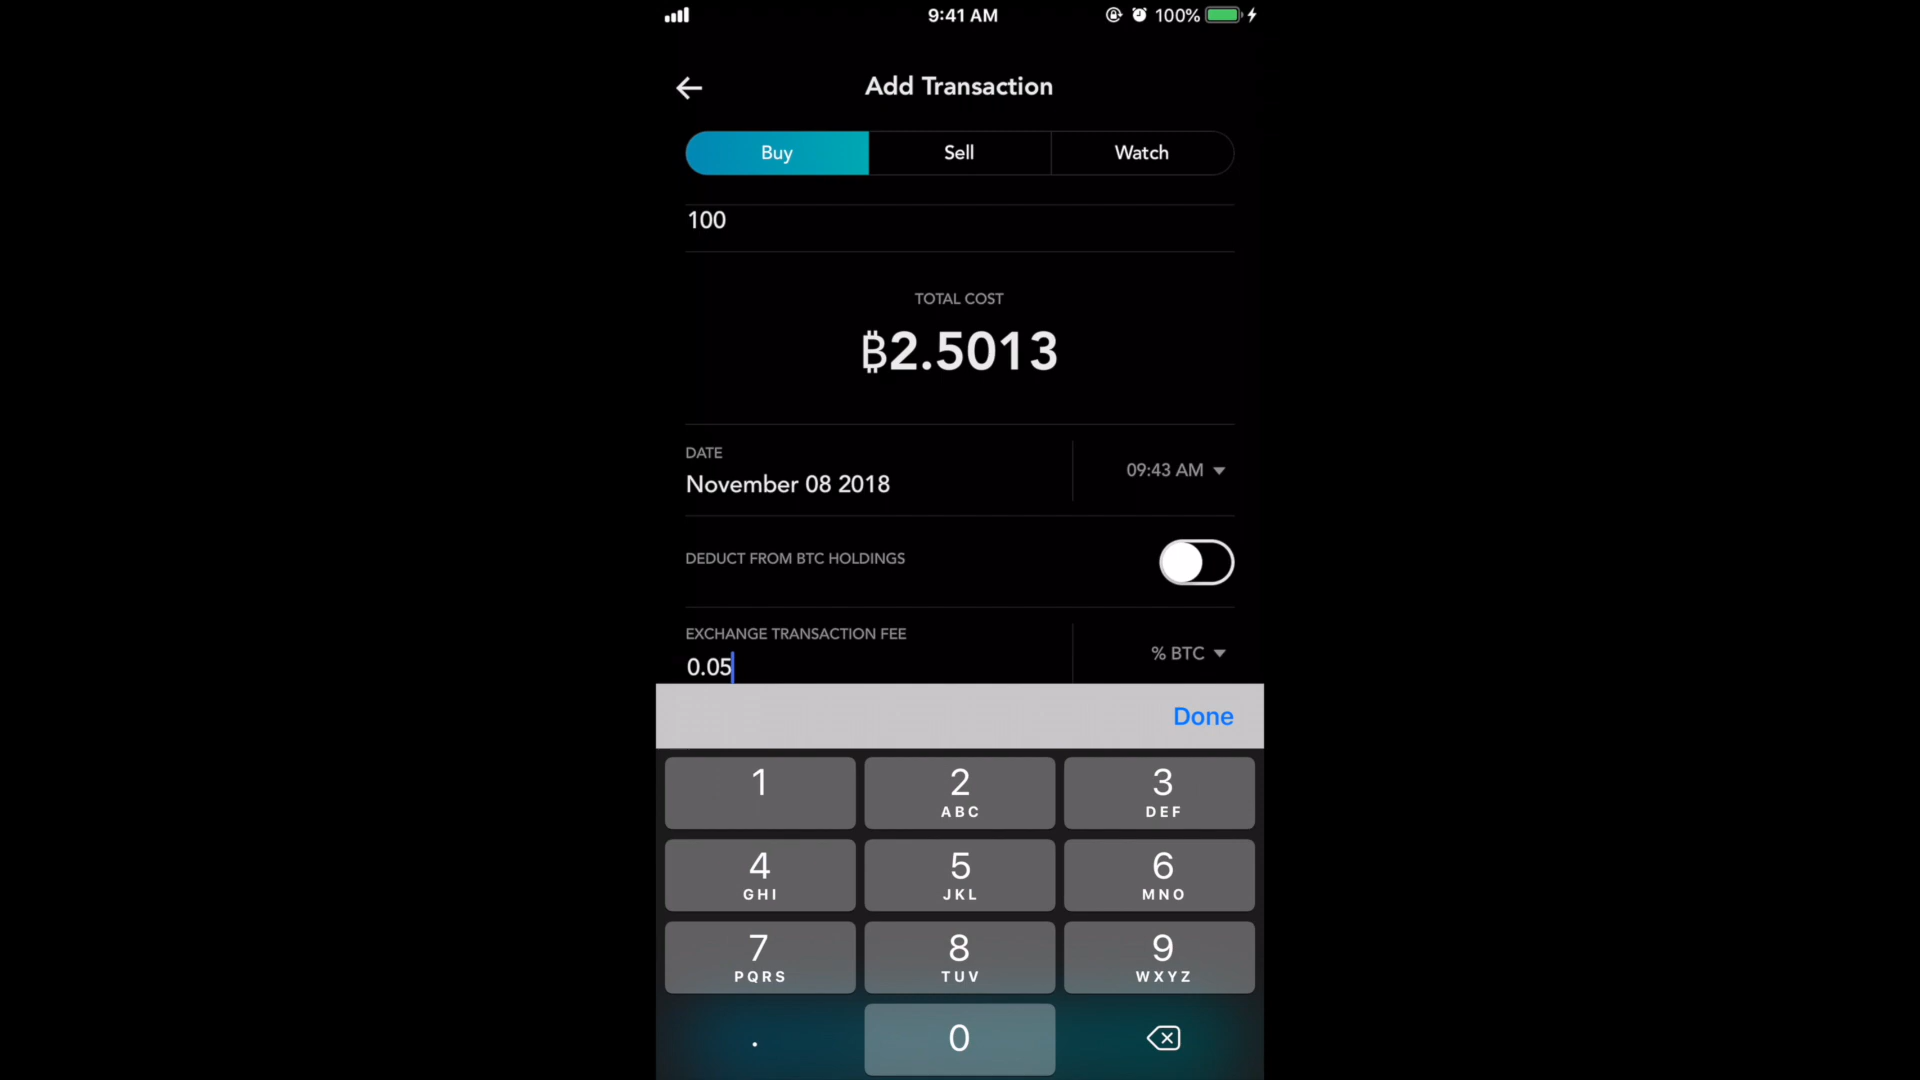 9:41 AM
100%
Add Transaction
Buy
Sell
Watch
100
TOTAL COST
฿2.5013
DATE
November 08 2018
09:43 AM
DEDUCT FROM BTC HOLDINGS
EXCHANGE TRANSACTION FEE
0.05
% BTC
Done
1
2
ABC
3
DEF
4
GHI
5
JKL
6
MNO
7
PQRS
8
TUV
9
WXYZ
.
0